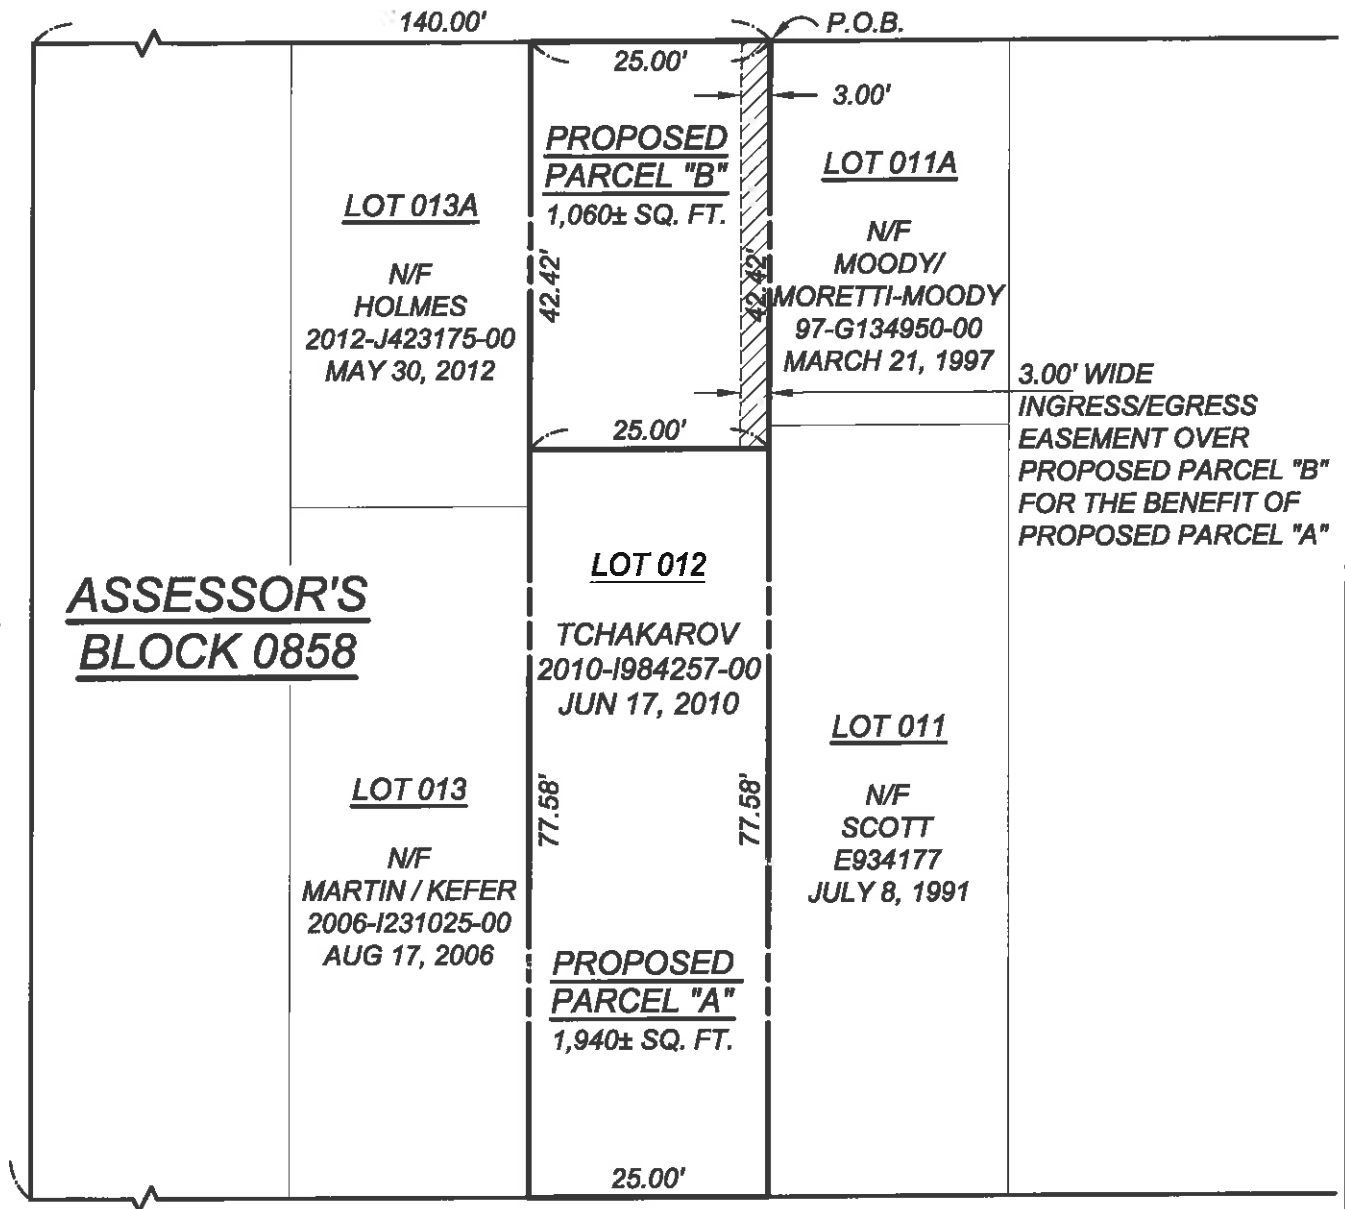 140.00'
P.O.B.
25.00'
3.00'
PROPOSED
PARCEL "B"
1,060± SQ. FT.
LOT 011A
N/F
MOODY/
MORETTI-MOODY
97-G134950-00
MARCH 21, 1997
LOT 013A
N/F
HOLMES
2012-J423175-00
MAY 30, 2012
42.42'
42.42'
3.00' WIDE
INGRESS/EGRESS
EASEMENT OVER
PROPOSED PARCEL "B"
FOR THE BENEFIT OF
PROPOSED PARCEL "A"
25.00'
LOT 012
TCHAKAROV
2010-I984257-00
JUN 17, 2010
ASSESSOR'S
BLOCK 0858
LOT 011
N/F
SCOTT
E934177
JULY 8, 1991
LOT 013
N/F
MARTIN / KEFER
2006-I231025-00
AUG 17, 2006
77.58'
77.58'
PROPOSED
PARCEL "A"
1,940± SQ. FT.
25.00'